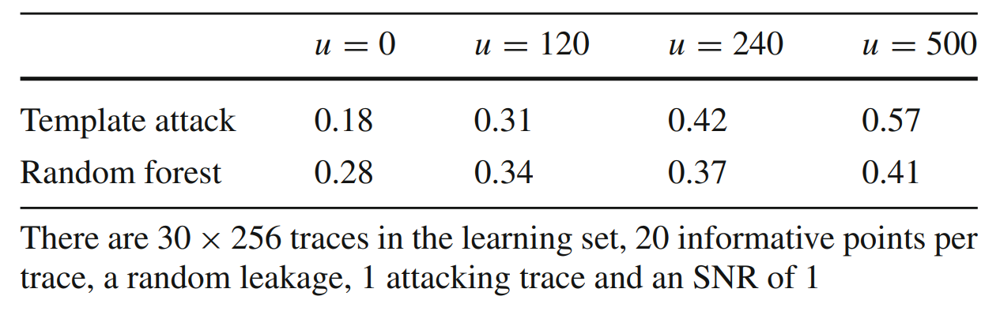 u = 0 u = 120 u = 240 u = 500
Template attack 0.18 0.31 0.42 0.57
Random forest 0.28 0.34 0.37 0.41
There are 30 × 256 traces in the learning set, 20 informative points per
trace, a random leakage, 1 attacking trace and an SNR of 1